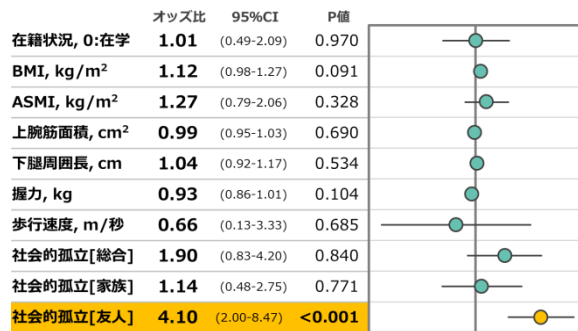 オッズ比 95%CI P値
在籍状況, 0:在学 1.01 (0.49-2.09) 0.970
BMI, kg/m² 1.12 (0.98-1.27) 0.091
ASMI, kg/m² 1.27 (0.79-2.06) 0.328
上腕筋面積, cm² 0.99 (0.95-1.03) 0.690
下腿周囲長, cm 1.04 (0.92-1.17) 0.534
握力, kg 0.93 (0.86-1.01) 0.104
歩行速度, m/秒 0.66 (0.13-3.33) 0.685
社会的孤立[総合] 1.90 (0.83-4.20) 0.840
社会的孤立[家族] 1.14 (0.48-2.75) 0.771
社会的孤立[友人] 4.10 (2.00-8.47) <0.001